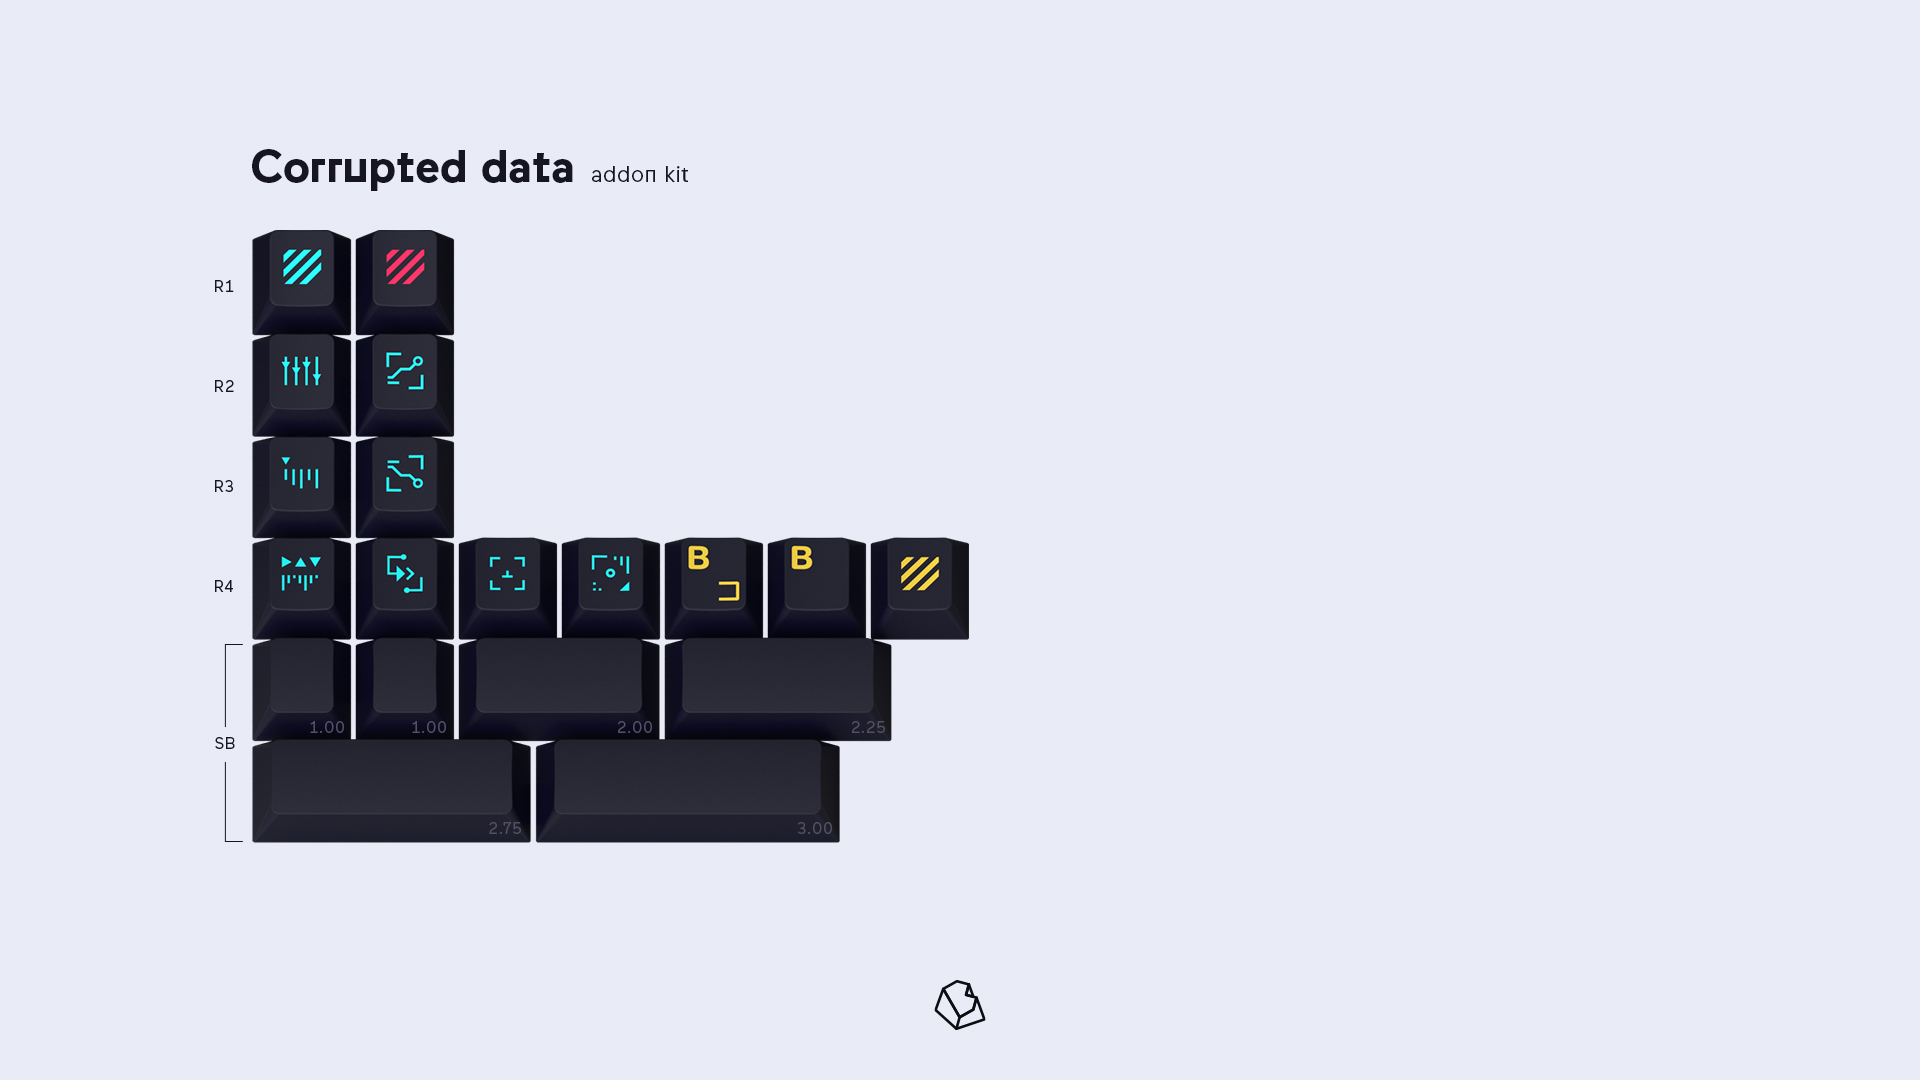 Corrupted data addon kit
R1
R2
R3
R4 B B
1.00 1.00 2.00 2.25
SB
2.75 3.00